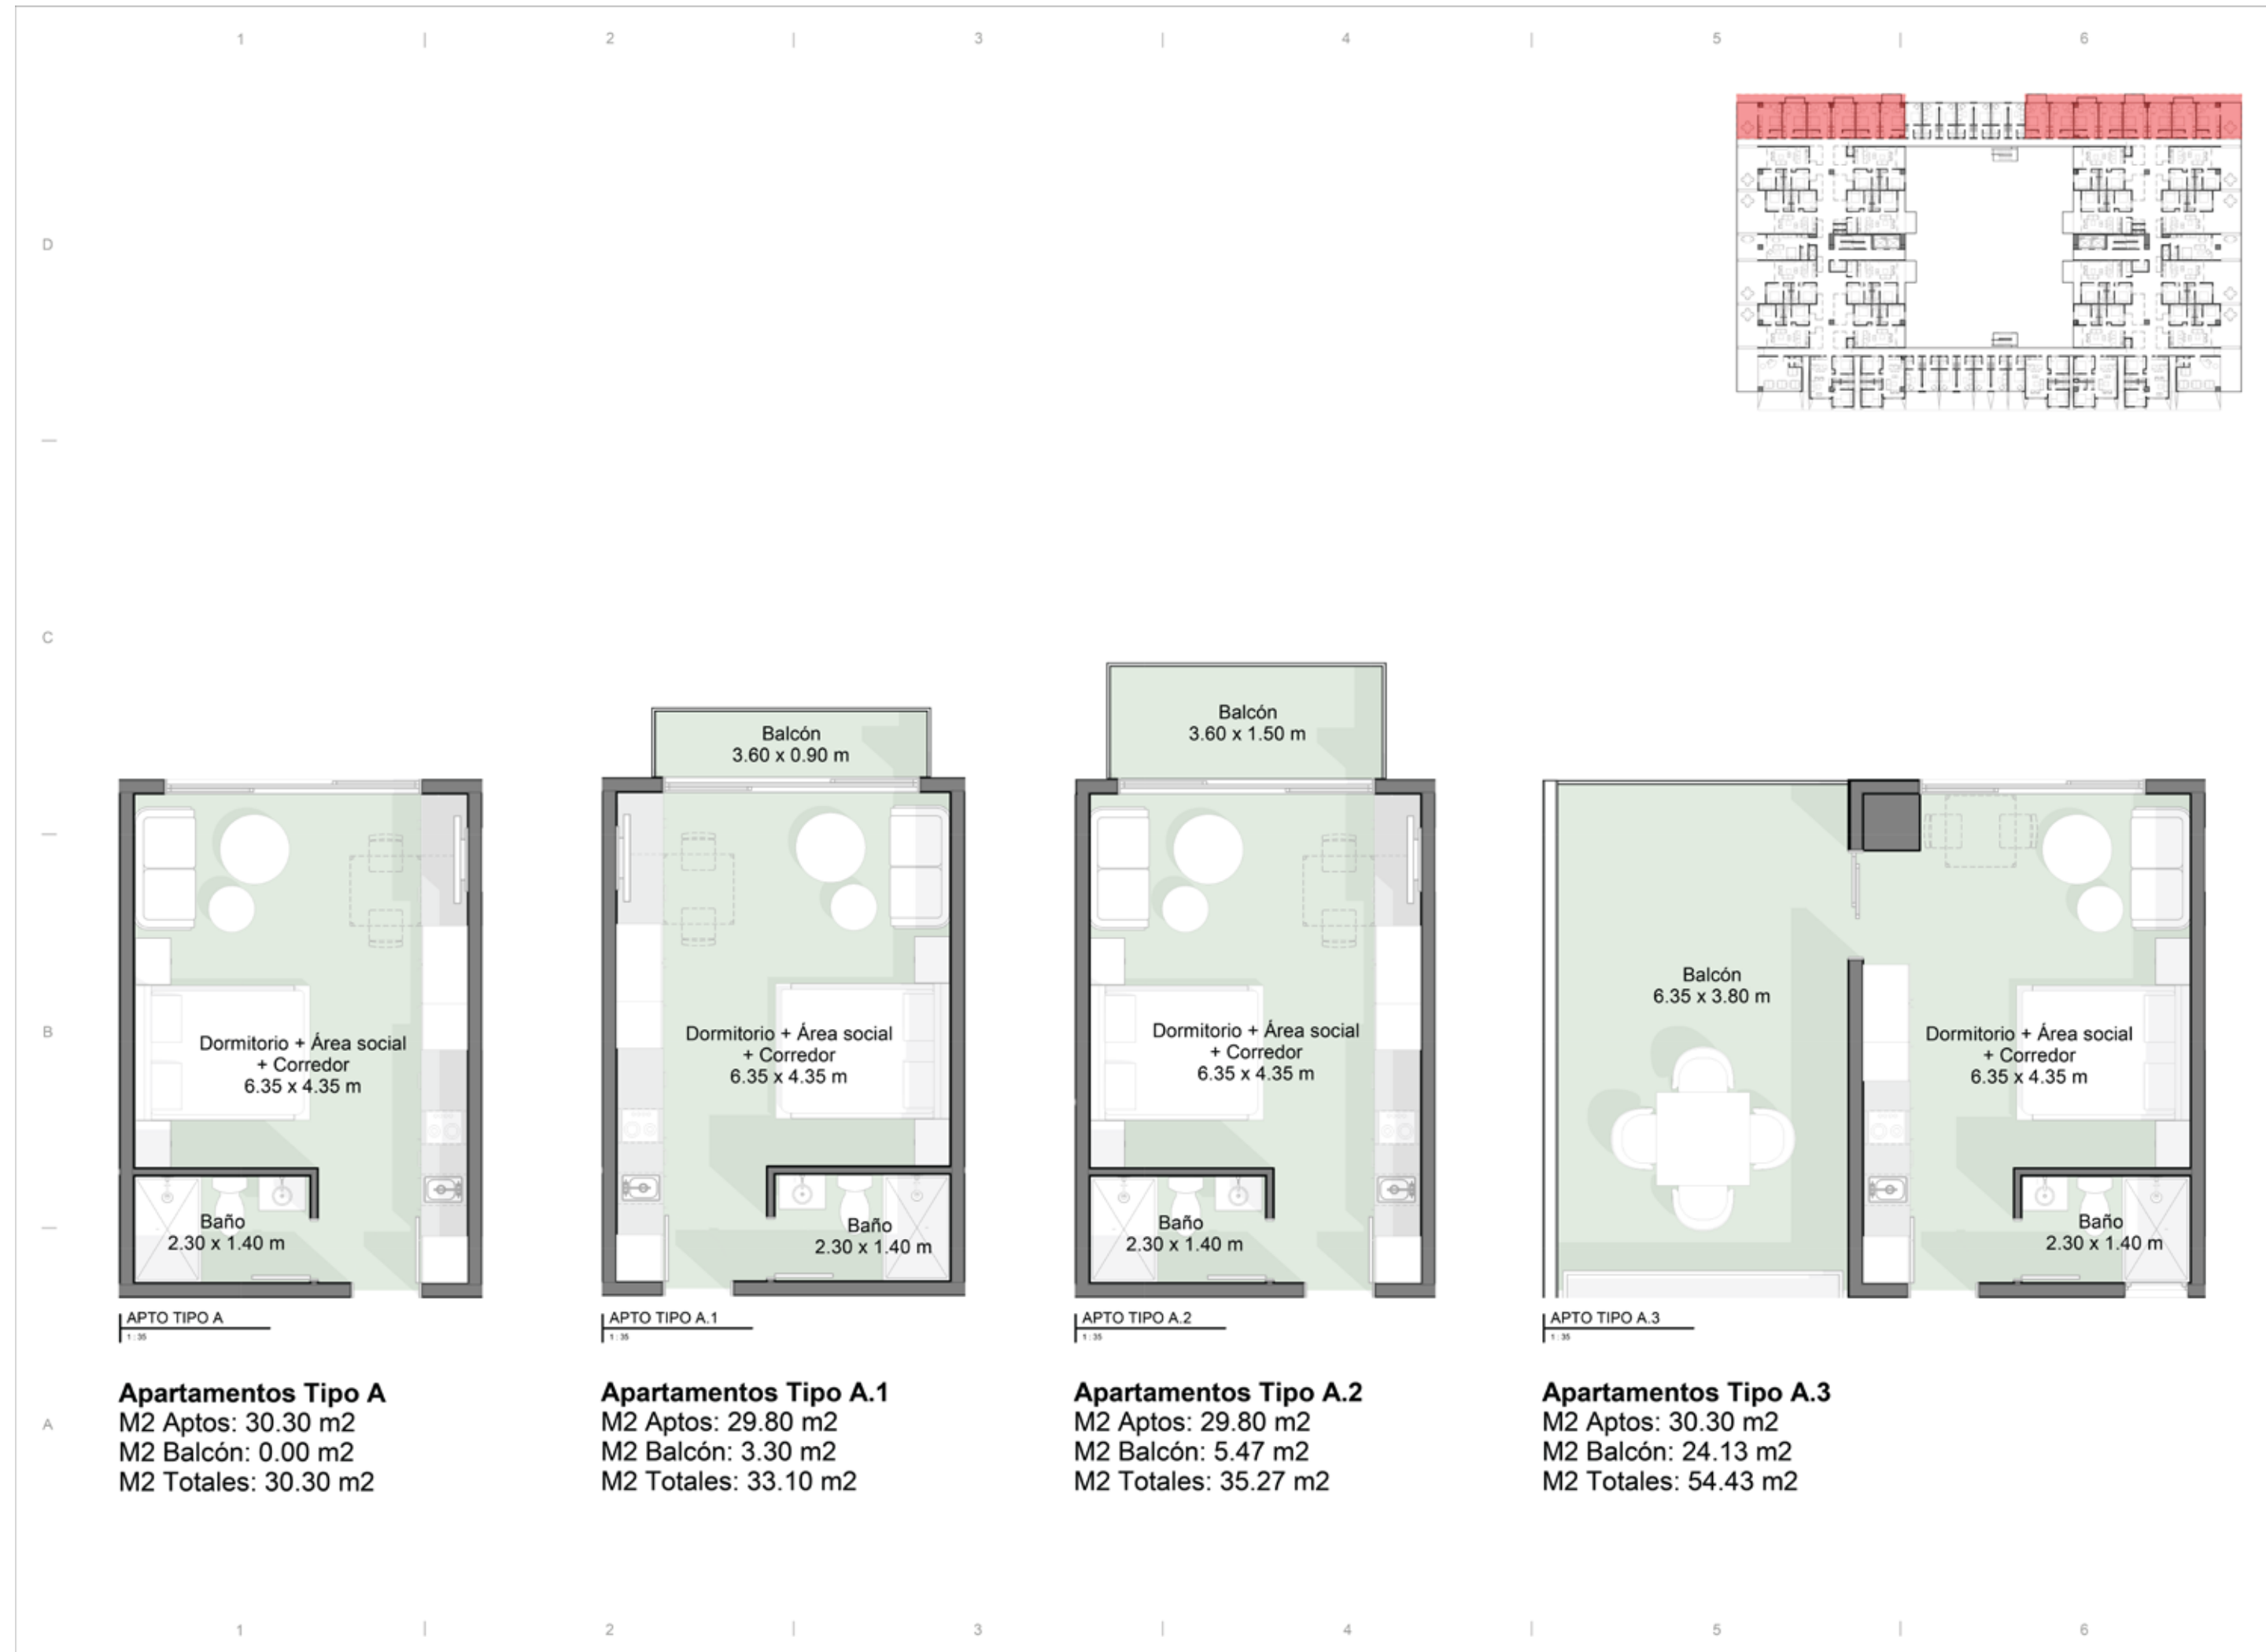 1 2 3 4 5 6
D
C
B
A
Balcón
3.60 x 0.90 m
Balcón
3.60 x 1.50 m
Balcón
6.35 x 3.80 m
Dormitorio + Área social
+ Corredor
6.35 x 4.35 m
Dormitorio + Área social
+ Corredor
6.35 x 4.35 m
Dormitorio + Área social
+ Corredor
6.35 x 4.35 m
Dormitorio + Área social
+ Corredor
6.35 x 4.35 m
Baño
2.30 x 1.40 m
Baño
2.30 x 1.40 m
Baño
2.30 x 1.40 m
Baño
2.30 x 1.40 m
APTO TIPO A
1 : 35
APTO TIPO A.1
1 : 35
APTO TIPO A.2
1 : 35
APTO TIPO A.3
1 : 35
Apartamentos Tipo A
M2 Aptos: 30.30 m2
M2 Balcón: 0.00 m2
M2 Totales: 30.30 m2
Apartamentos Tipo A.1
M2 Aptos: 29.80 m2
M2 Balcón: 3.30 m2
M2 Totales: 33.10 m2
Apartamentos Tipo A.2
M2 Aptos: 29.80 m2
M2 Balcón: 5.47 m2
M2 Totales: 35.27 m2
Apartamentos Tipo A.3
M2 Aptos: 30.30 m2
M2 Balcón: 24.13 m2
M2 Totales: 54.43 m2
1 2 3 4 5 6